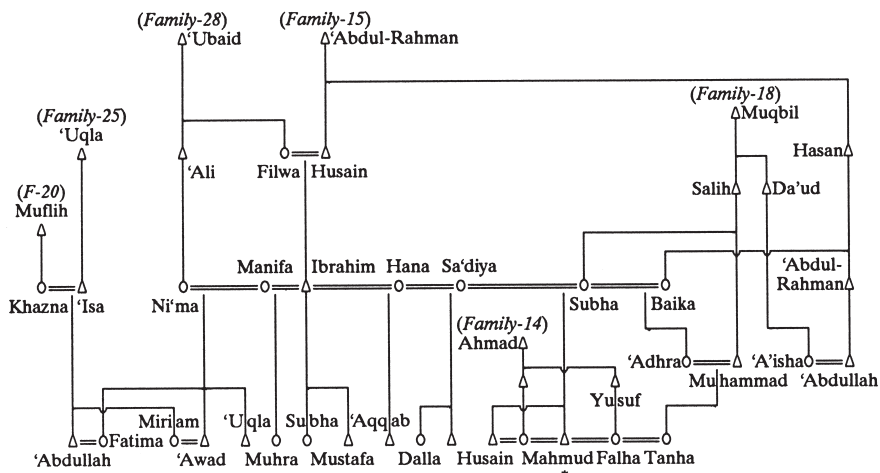 (Family-28) (Family-15)
‘Ubaid ‘Abdul-Rahman
(Family-18)
Muqbil
(Family-25)
‘Uqla
‘Ali Filwa Husain Hasan
(F-20)
Muflih
Salih Da‘ud
Manifa Ibrahim Hana Sa‘diya ‘Abdul-
Rahman
Khazna ‘Isa Ni‘ma Subha Baika
(Family-14)
Ahmad
‘Adhra Muhammad ‘A’isha ‘Abdullah
Yusuf
Miriam ‘Uqla Subha ‘Aqqab
Fatima
‘Abdullah ‘Awad Muhra Mustafa Dalla Husain Mahmud Falha Tanha
*